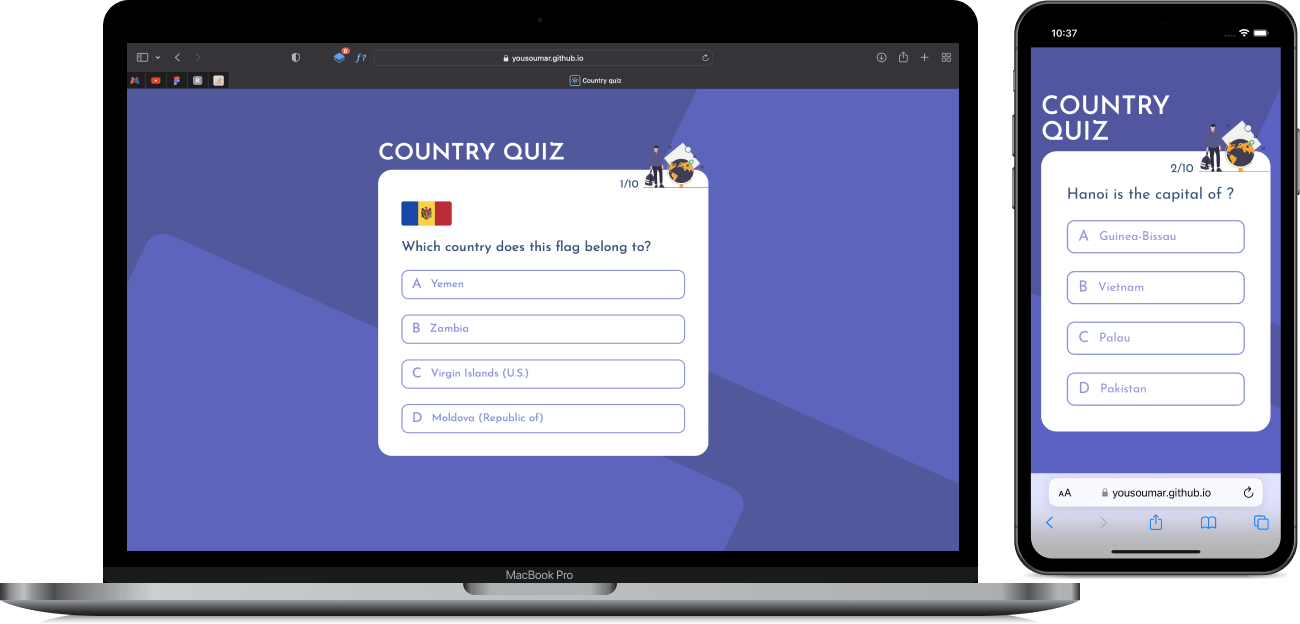 yousoumar.github.io
Country quiz
COUNTRY QUIZ
1/10
Which country does this flag belong to?
A Yemen
B Zambia
C Virgin Islands (U.S.)
D Moldova (Republic of)
MacBook Pro
10:37
COUNTRY
QUIZ
2/10
Hanoi is the capital of ?
A Guinea-Bissau
B Vietnam
C Palau
D Pakistan
AA yousoumar.github.io